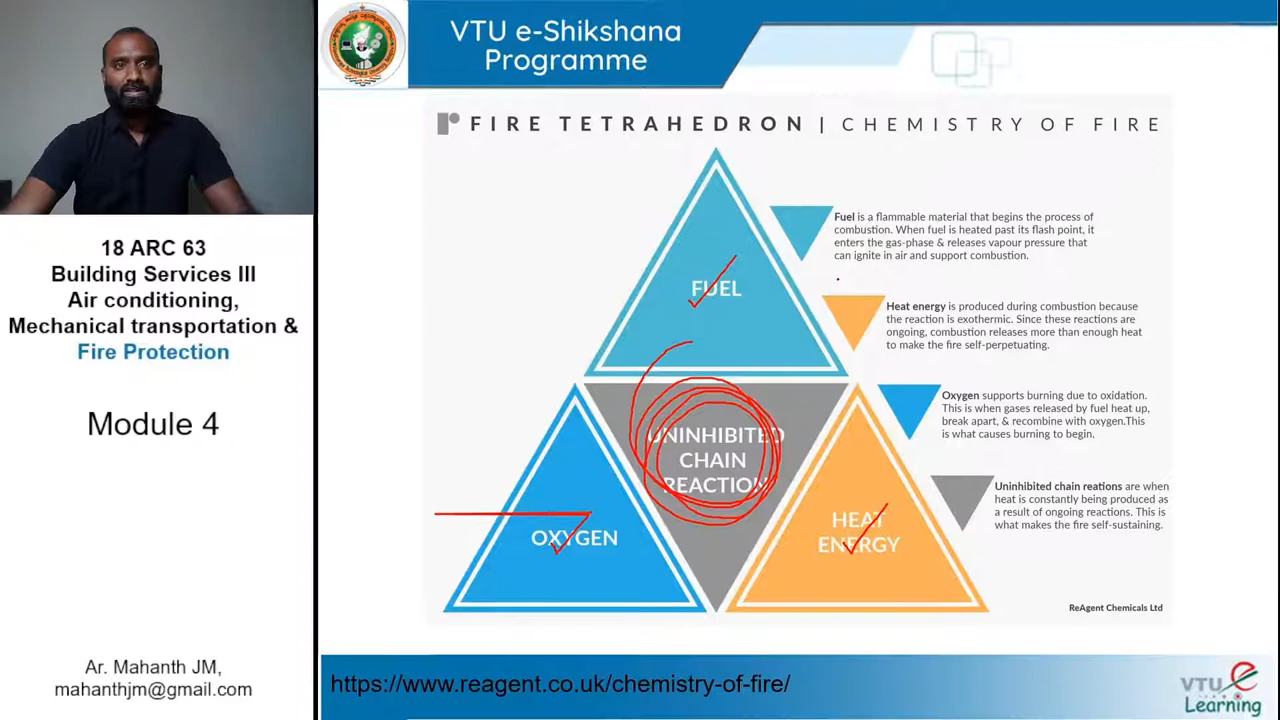 VTU e-Shikshana
Programme
18 ARC 63
Building Services III
Air conditioning,
Mechanical transportation &
Fire Protection
Module 4
Ar. Mahanth JM,
mahanthjm@gmail.com
FIRE TETRAHEDRON | CHEMISTRY OF FIRE
FUEL
UNINHIBITED
CHAIN
REACTION
OXYGEN
HEAT
ENERGY
Fuel is a flammable material that begins the process of
combustion. When fuel is heated past its flash point, it
enters the gas-phase & releases vapour pressure that
can ignite in air and support combustion.
Heat energy is produced during combustion because
the reaction is exothermic. Since these reactions are
ongoing, combustion releases more than enough heat
to make the fire self-perpetuating.
Oxygen supports burning due to oxidation.
This is when gases released by fuel heat up,
break apart, & recombine with oxygen.This
is what causes burning to begin.
Uninhibited chain reations are when
heat is constantly being produced as
a result of ongoing reactions. This is
what makes the fire self-sustaining.
ReAgent Chemicals Ltd
https://www.reagent.co.uk/chemistry-of-fire/
VTU e
Learning